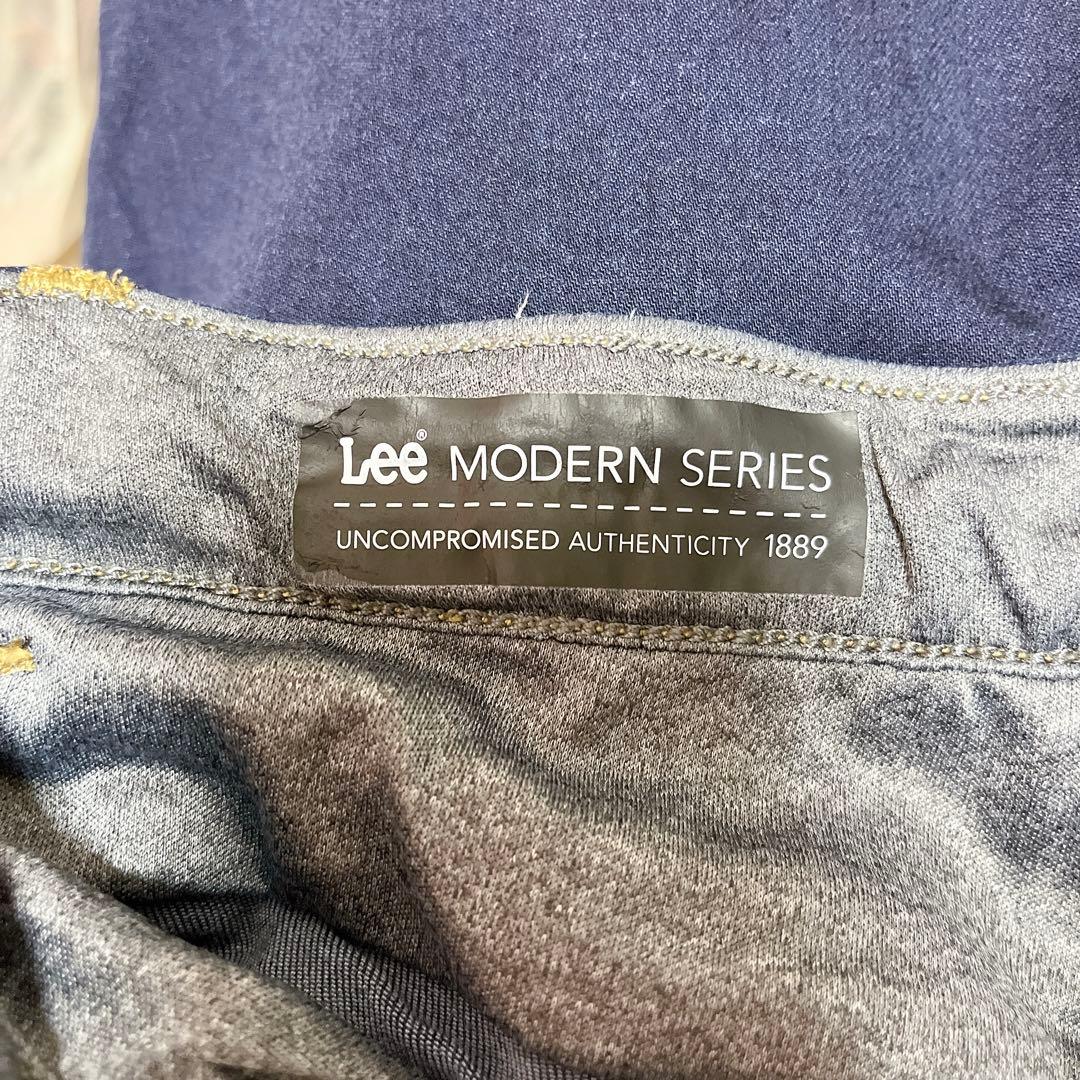 Lee® MODERN SERIES
UNCOMPROMISED AUTHENTICITY 1889